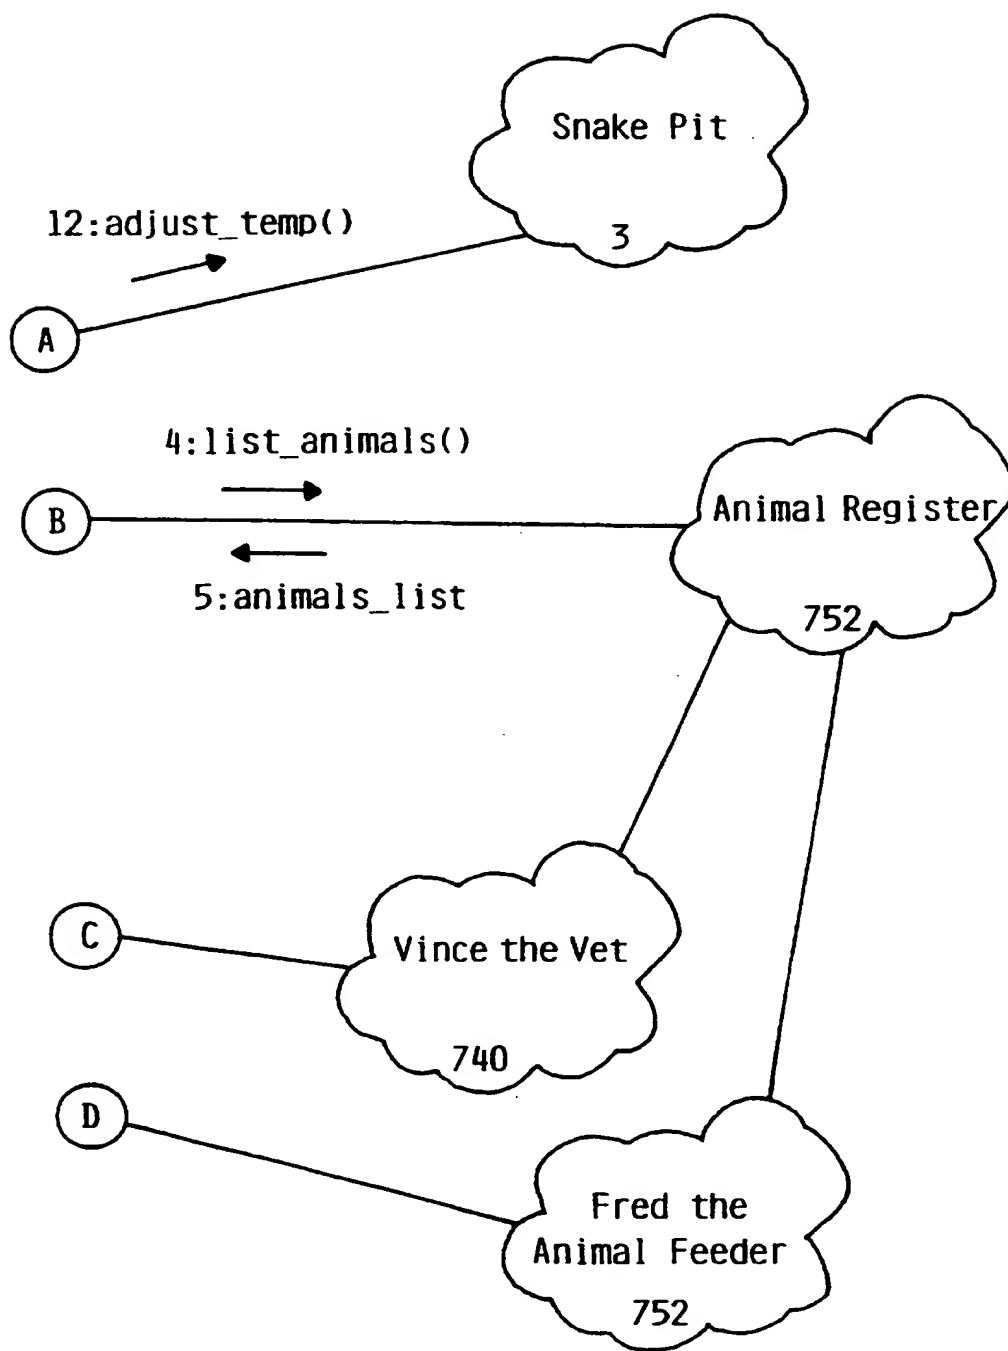 Snake Pit
12:adjust_temp()
3
A
4:list_animals()
B
Animal Register
5:animals_list
752
C
Vince the Vet
740
D
Fred the
Animal Feeder
752